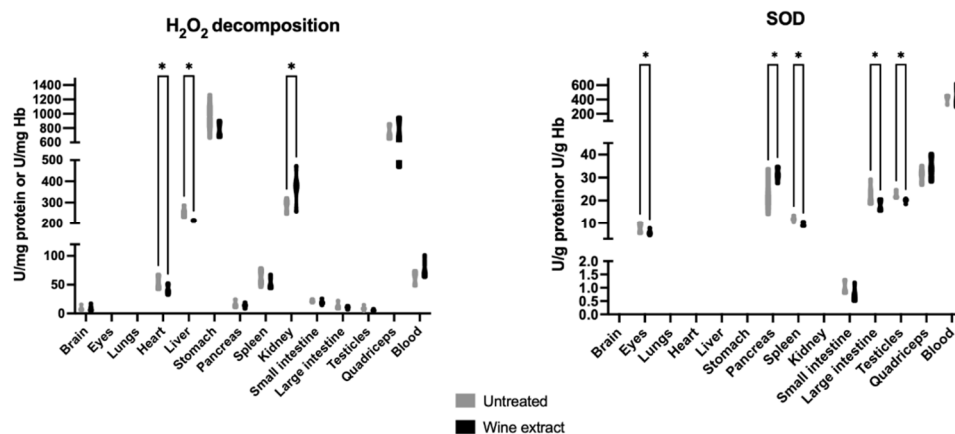 H2O2 decomposition
SOD
* * *
U/mg protein or U/mg Hb
1400
1200
1000
800
600
500
400
300
200
100
50
0
Brain
Eyes
Lungs
Heart
Liver
Stomach
Pancreas
Spleen
Kidney
Small intestine
Large intestine
Testicles
Quadriceps
Blood
* * * * *
U/g proteinor U/g Hb
600
400
40
30
20
10
2.0
1.5
1.0
0.5
0.0
Brain
Eyes
Lungs
Heart
Liver
Stomach
Pancreas
Spleen
Kidney
Small intestine
Large intestine
Testicles
Quadriceps
Blood
Untreated
Wine extract